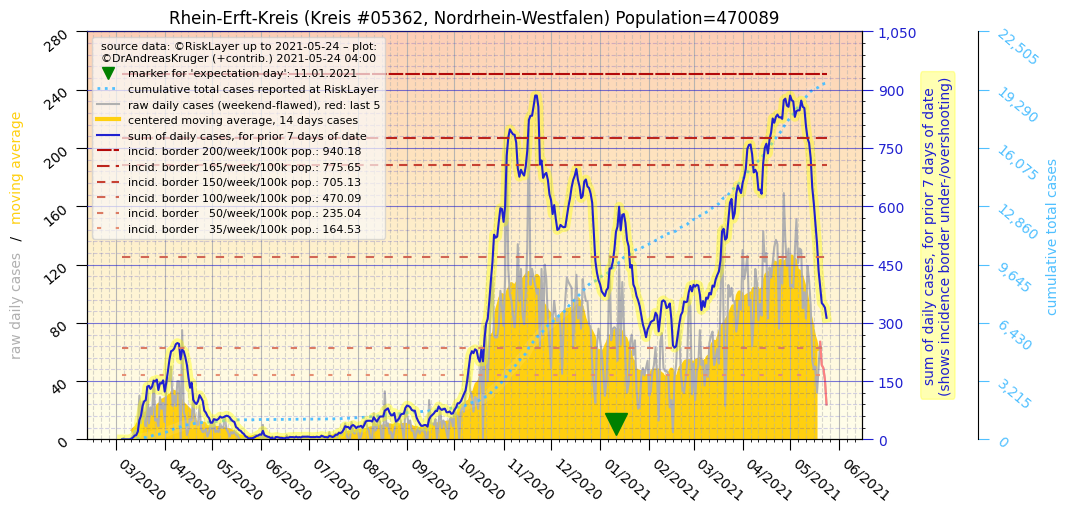 Rhein-Erft-Kreis (Kreis #05362, Nordrhein-Westfalen) Population=470089
source data: ©RiskLayer up to 2021-05-24 – plot:
©DrAndreasKruger (+contrib.) 2021-05-24 04:00
marker for 'expectation day': 11.01.2021
cumulative total cases reported at RiskLayer
raw daily cases (weekend-flawed), red: last 5
centered moving average, 14 days cases
sum of daily cases, for prior 7 days of date
incid. border 200/week/100k pop.: 940.18
incid. border 165/week/100k pop.: 775.65
incid. border 150/week/100k pop.: 705.13
incid. border 100/week/100k pop.: 470.09
incid. border   50/week/100k pop.: 235.04
incid. border   35/week/100k pop.: 164.53
raw daily cases / moving average
280
240
200
160
120
80
40
0
03/2020
04/2020
05/2020
06/2020
07/2020
08/2020
09/2020
10/2020
11/2020
12/2020
01/2021
02/2021
03/2021
04/2021
05/2021
06/2021
1,050
900
750
600
450
300
150
0
sum of daily cases, for prior 7 days of date
(shows incidence border under-/overshooting)
22,505
19,290
16,075
12,860
9,645
6,430
3,215
0
cumulative total cases